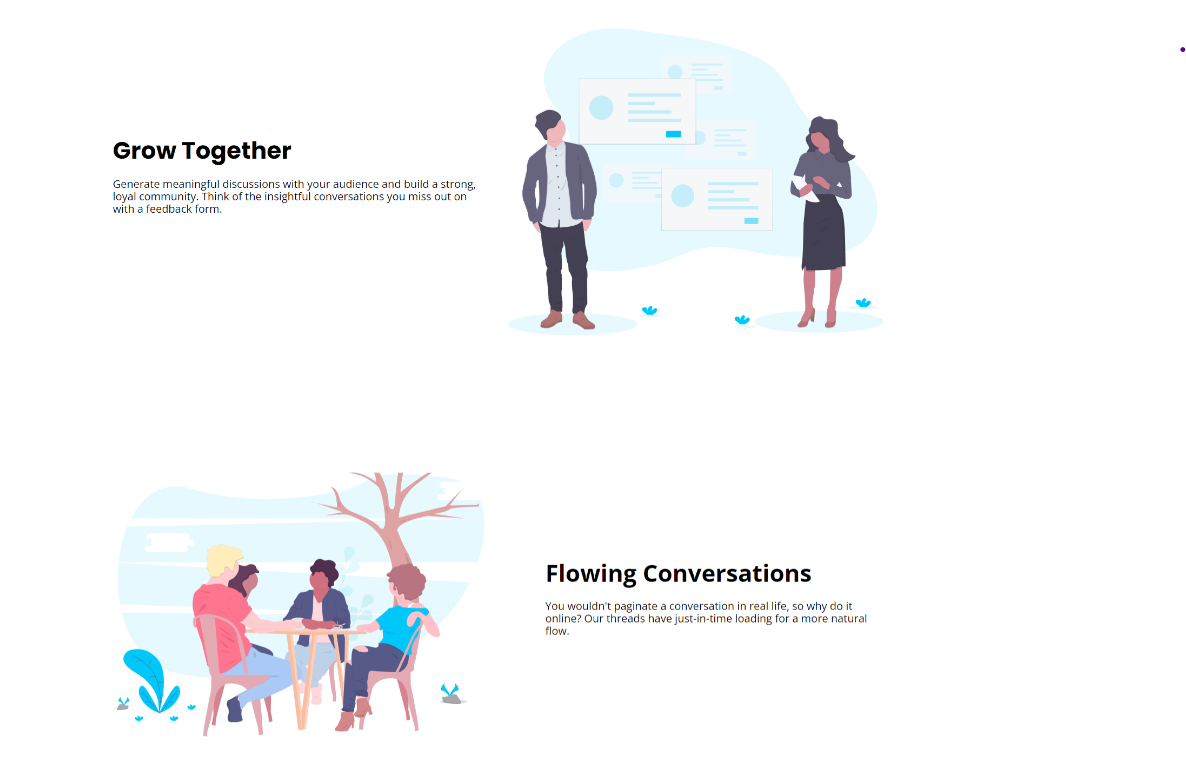 Grow Together
Generate meaningful discussions with your audience and build a strong,
loyal community. Think of the insightful conversations you miss out on
with a feedback form.
Flowing Conversations
You wouldn't paginate a conversation in real life, so why do it
online? Our threads have just-in-time loading for a more natural
flow.